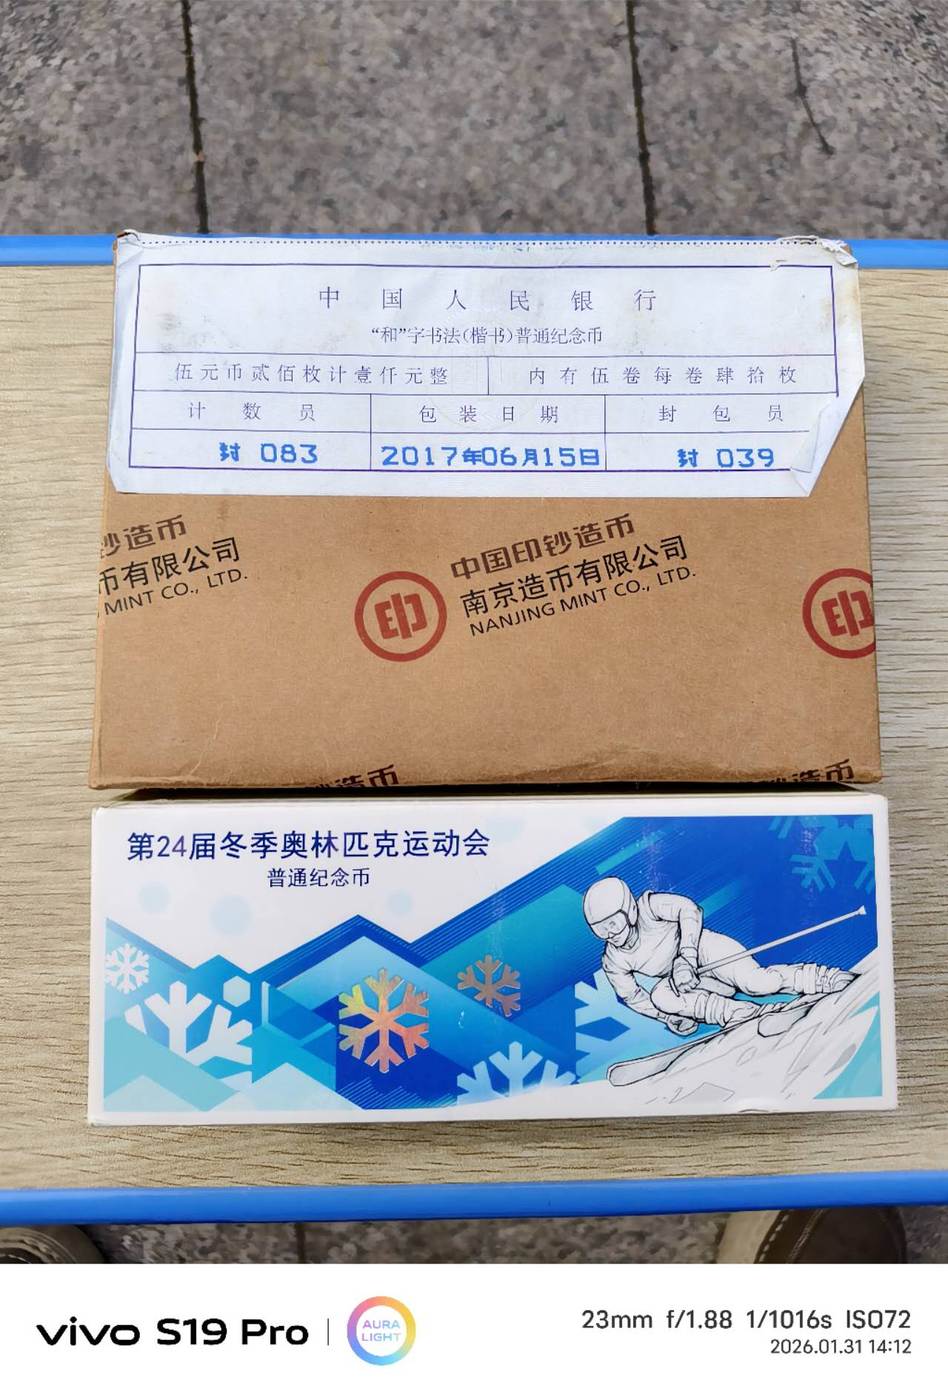 中国人民银行
“和”字书法(楷书)普通纪念币
伍元币贰佰枚计壹仟元整 内有伍卷每卷肆拾枚
计数员 包装日期 封包员
封 083 2017年06月15日 封 039
钞造币
币有限公司
MINT CO., LTD.
中国印钞造币
南京造币有限公司
NANJING MINT CO., LTD.
造币
造币
第24届冬季奥林匹克运动会
普通纪念币
vivo S19 Pro
AURA
LIGHT
23mm f/1.88 1/1016s ISO72
2026.01.31 14:12